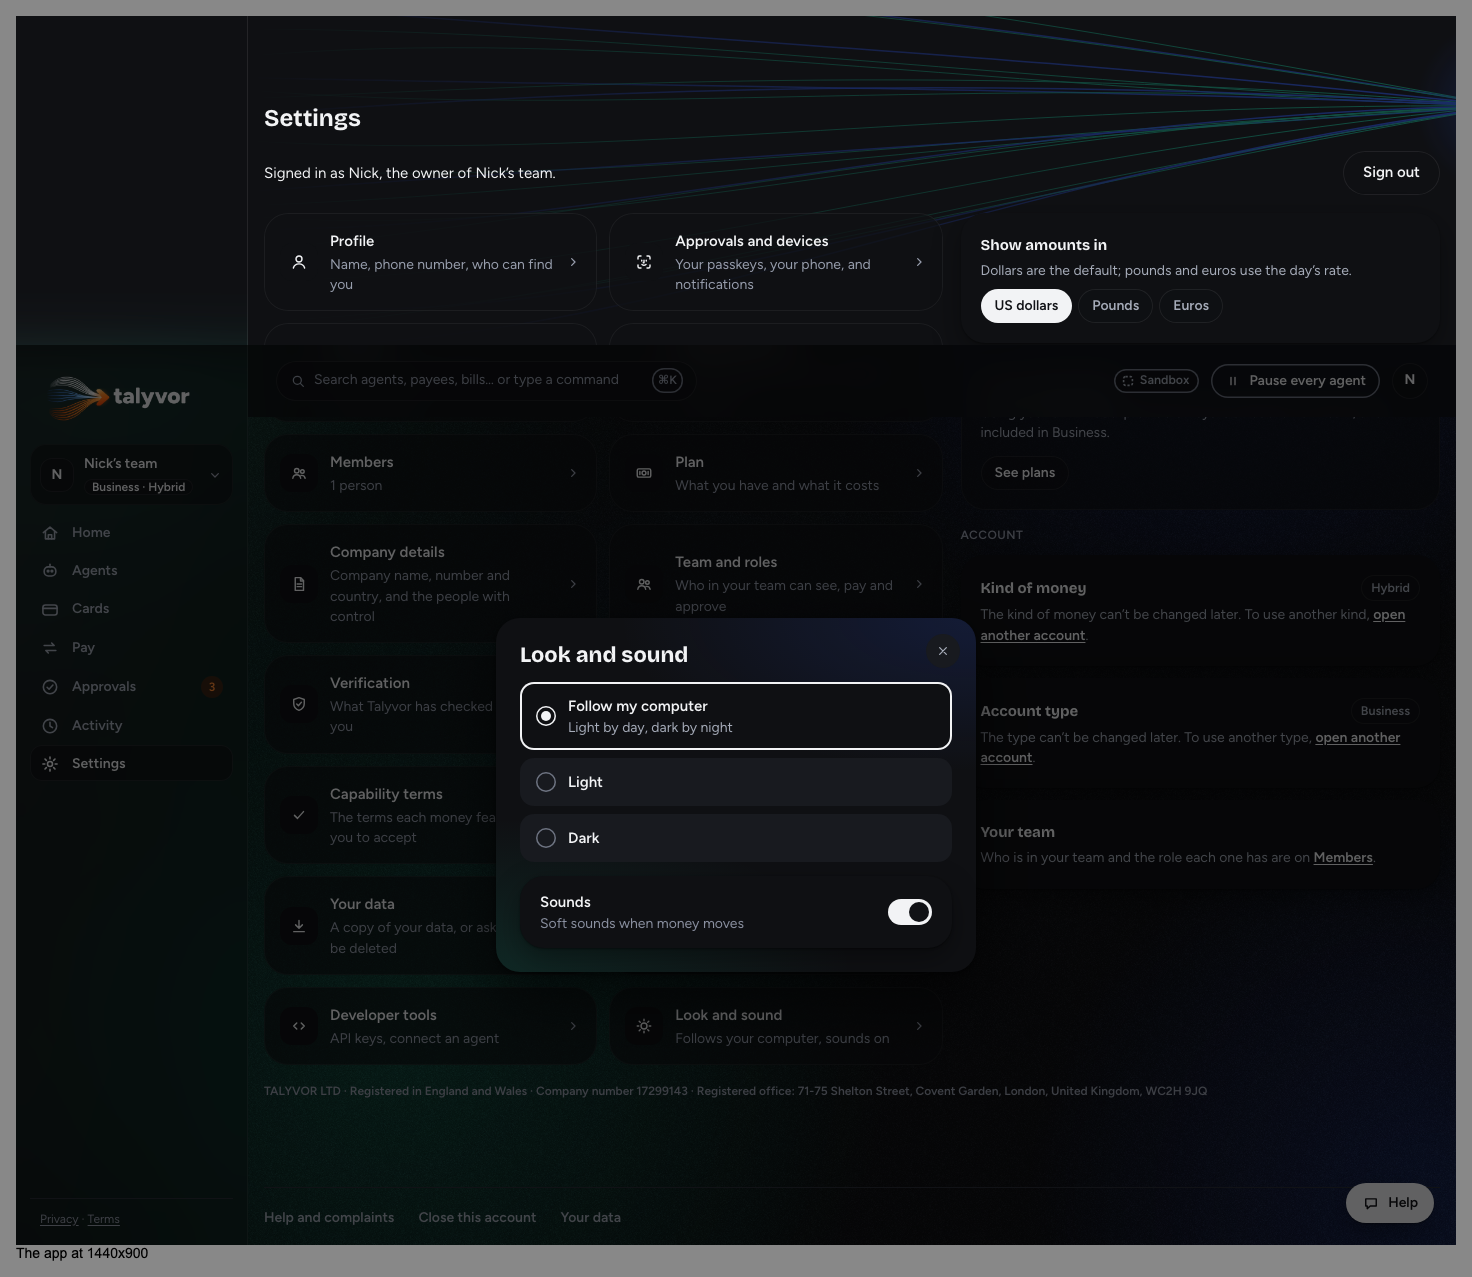 Settings
Signed in as Nick, the owner of Nick’s team.
Sign out
Profile
Name, phone number, who can find
you
Approvals and devices
Your passkeys, your phone, and
notifications
Show amounts in
Dollars are the default; pounds and euros use the day’s rate.
US dollars
Pounds
Euros
talyvor
Search agents, payees, bills... or type a command
⌘K
Sandbox
Pause every agent
N
N
Nick’s team
Business · Hybrid
Home
Agents
Cards
Pay
Approvals
3
Activity
Settings
Members
1 person
Plan
What you have and what it costs
included in Business.
See plans
Company details
Company name, number and
country, and the people with
control
Team and roles
Who in your team can see, pay and
approve
ACCOUNT
Kind of money
Hybrid
The kind of money can’t be changed later. To use another kind, open
another account.
Verification
What Talyvor has checked
you
Account type
Business
The type can’t be changed later. To use another type, open another
account.
Capability terms
The terms each money fea
you to accept
Your team
Who is in your team and the role each one has are on Members.
Your data
A copy of your data, or ask
be deleted
Look and sound
Follow my computer
Light by day, dark by night
Light
Dark
Sounds
Soft sounds when money moves
Developer tools
API keys, connect an agent
Look and sound
Follows your computer, sounds on
TALYVOR LTD · Registered in England and Wales · Company number 17299143 · Registered office: 71-75 Shelton Street, Covent Garden, London, United Kingdom, WC2H 9JQ
Privacy · Terms
Help and complaints
Close this account
Your data
Help
The app at 1440x900